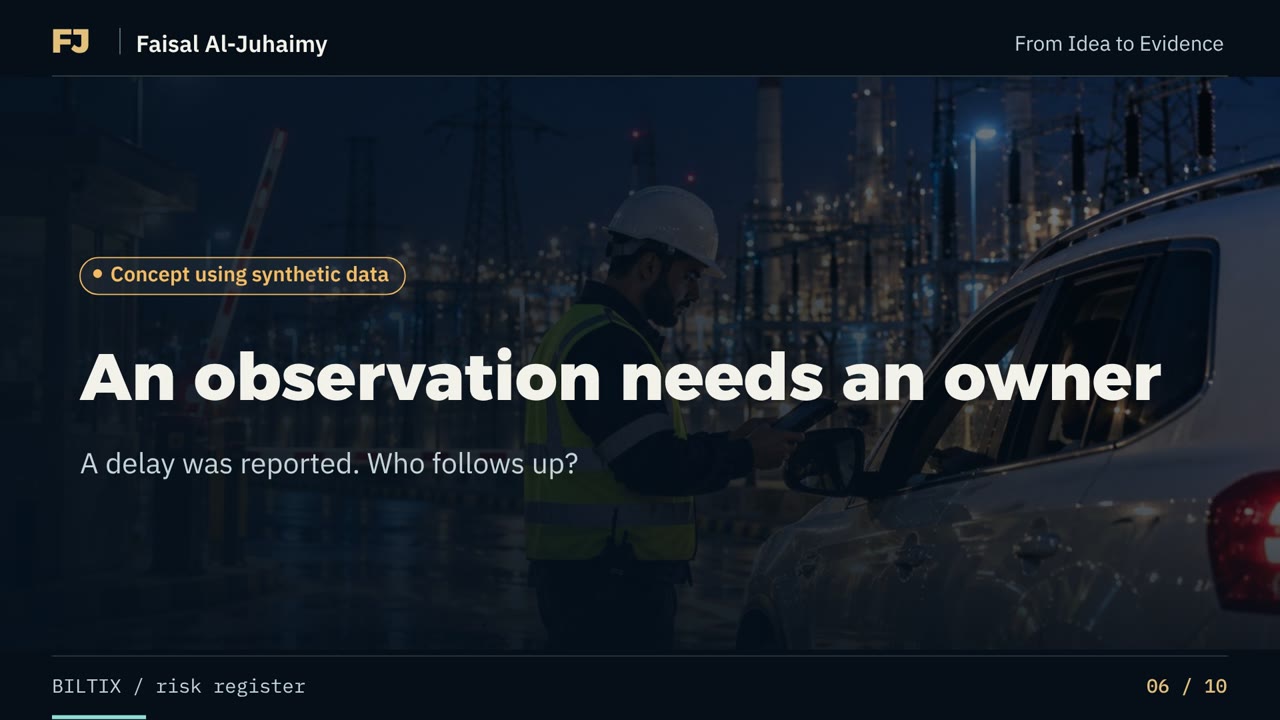 FJ
Faisal Al-Juhaimy
From Idea to Evidence
Concept using synthetic data
An observation needs an owner
A delay was reported. Who follows up?
BILTIX / risk register
06 / 10